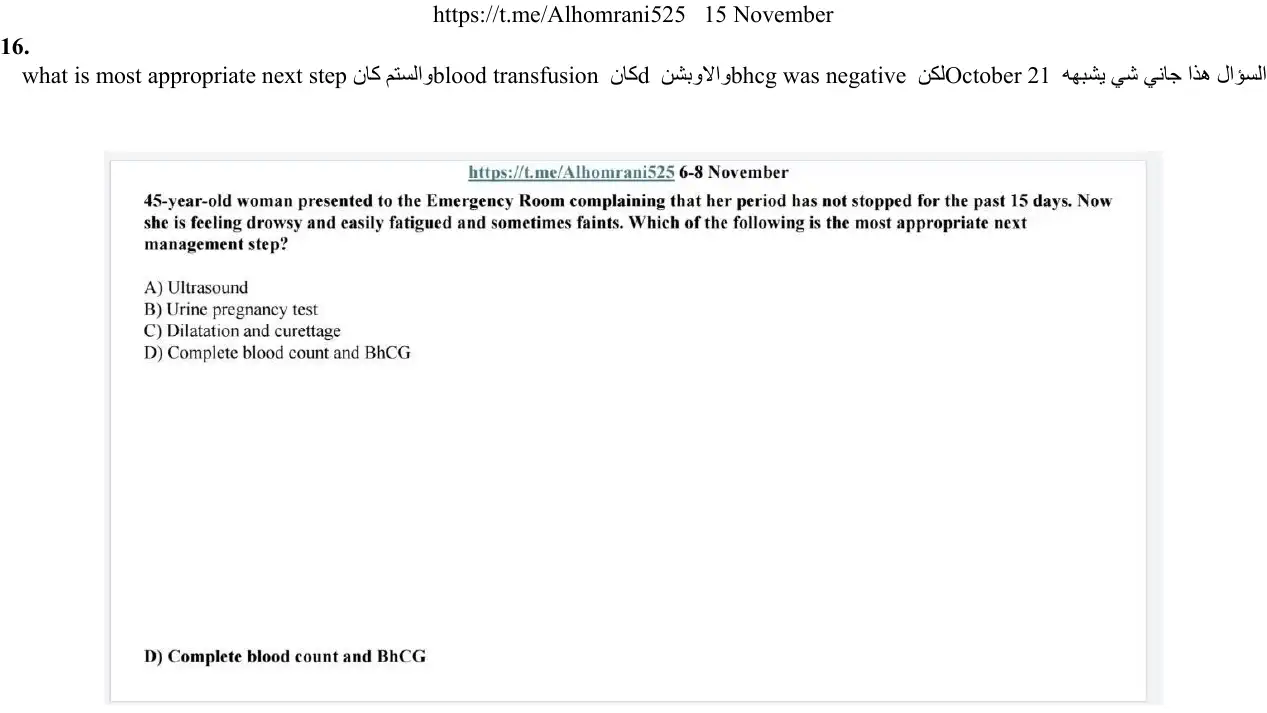 https://t.me/Alhomrani525 15 November
16.
السؤال هذا جاني شي يشبهه 21 October لكن bhcg was negative والاوبشن d كان blood transfusion والستم كان what is most appropriate next step
https://t.me/Alhomrani525 6-8 November
45-year-old woman presented to the Emergency Room complaining that her period has not stopped for the past 15 days. Now
she is feeling drowsy and easily fatigued and sometimes faints. Which of the following is the most appropriate next
management step?
A) Ultrasound
B) Urine pregnancy test
C) Dilatation and curettage
D) Complete blood count and BhCG
D) Complete blood count and BhCG